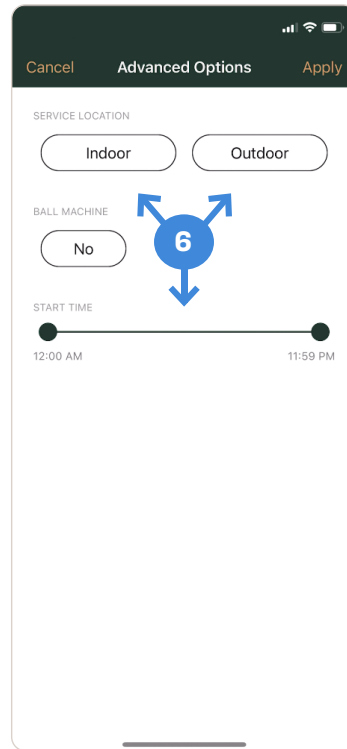 Cancel Advanced Options Apply
SERVICE LOCATION
Indoor Outdoor
BALL MACHINE
No
6
START TIME
12:00 AM 11:59 PM